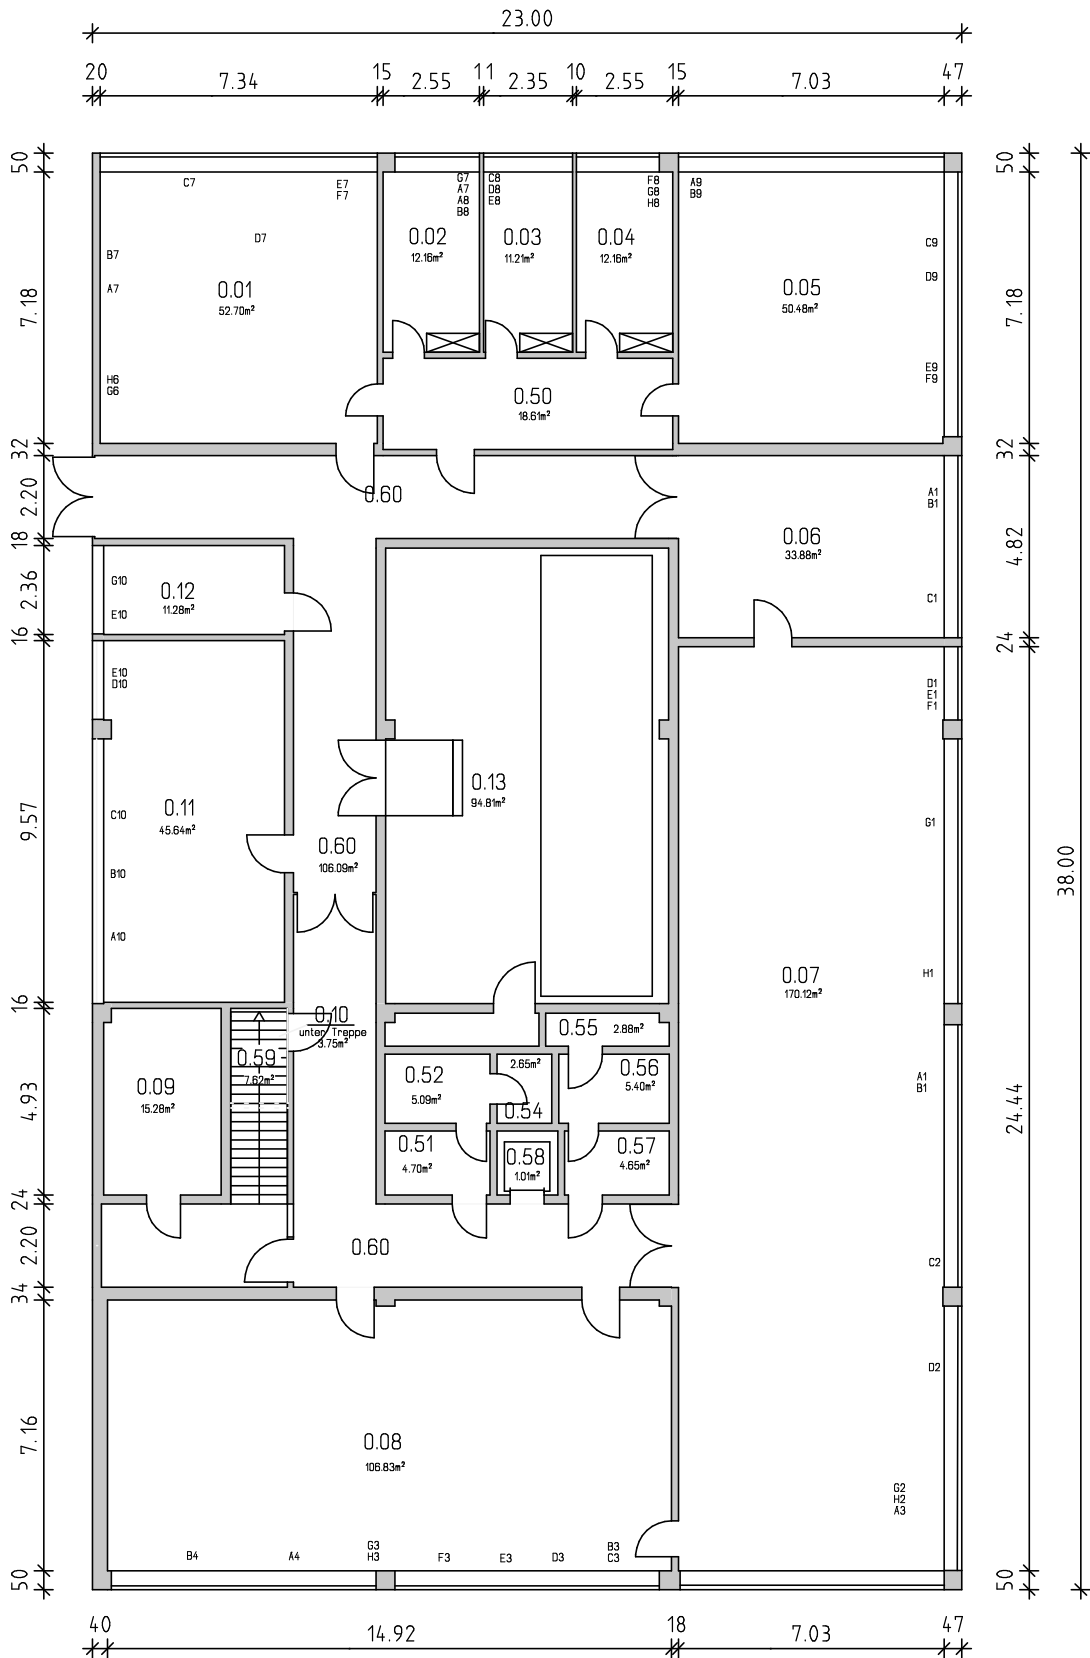 23.00
20 7.34 15 2.55 11 2.35 10 2.55 15 7.03 47
50 50
C7 E7 G7 C8 F8 A9
F7 A7 D8 G8 B9
A8 E8 H8
B8
D7 0.02 0.03 0.04 C9
12.16m² 11.21m² 12.16m²
B7 D9
A7 0.01 0.05
52.70m² 50.48m²
7.18 7.18
H6 E9
G6 F9
0.50
18.61m²
32 32
2.20 0.60 A1
B1
18 0.06
33.88m²
4.82
2.36 G10 0.12
11.28m²
E10 C1
16 24
E10 D1
D10 E1
F1
0.13
94.81m²
9.57 C10 0.11 G1
45.64m²
0.60
106.09m²
38.00
B10
A10
0.07 H1
170.12m²
16 0.10
unter Treppe
3.75m²
0.55 2.88m²
0.59 2.65m² 0.56
7.62m² 0.52 5.40m²
5.09m²
4.93 0.09 A1
15.28m² B1
0.54 24.44
0.51 0.58 0.57
4.70m² 1.01m² 4.65m²
24
2.20 0.60 C2
34
D2
7.16 0.08
106.83m²
G2
H2
A3
B4 A4 G3 F3 E3 D3 B3
H3 C3
50 50
40 14.92 18 7.03 47